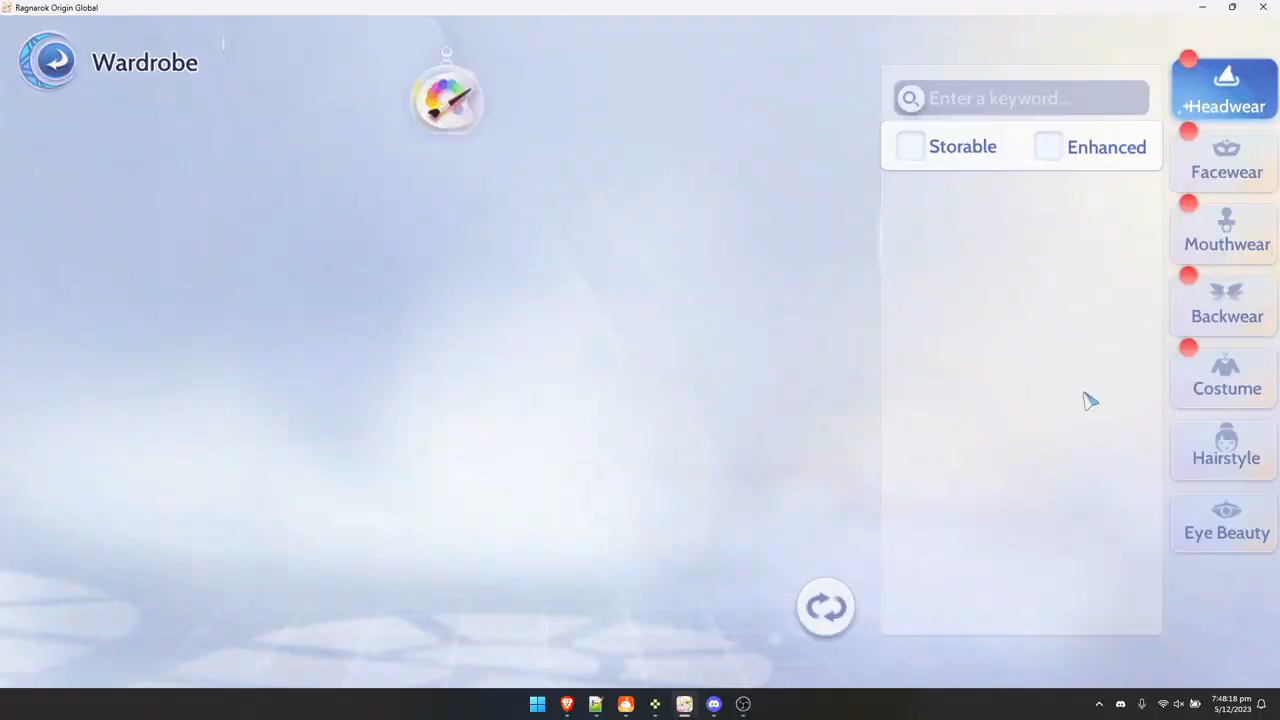 Ragnarok Origin Global
Wardrobe
Enter a keyword...
Storable
Enhanced
Headwear
Facewear
Mouthwear
Backwear
Costume
Hairstyle
Eye Beauty
7:48:18 pm
5/12/2023